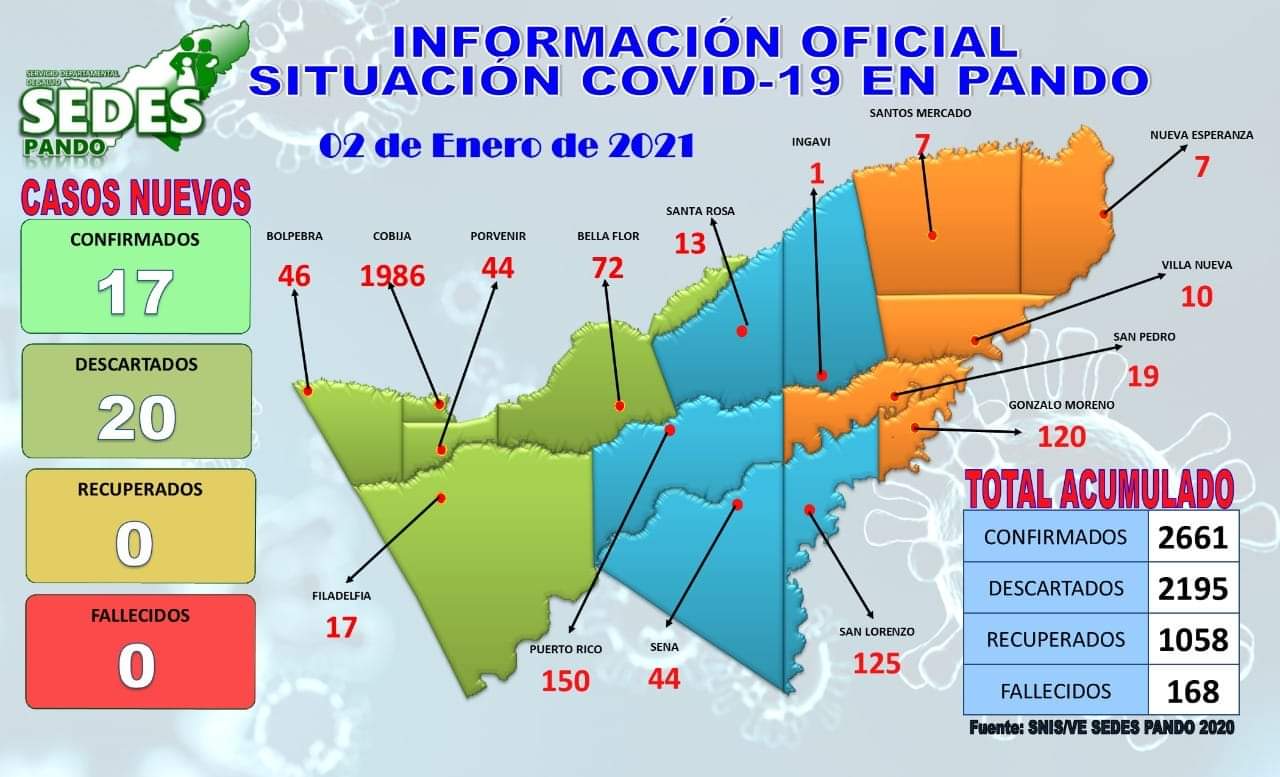 SERVICIO DEPARTAMENTAL
DE SALUD
SEDES
PANDO
INFORMACIÓN OFICIAL
SITUACIÓN COVID-19 EN PANDO
02 de Enero de 2021
CASOS NUEVOS
CONFIRMADOS
17
DESCARTADOS
20
RECUPERADOS
0
FALLECIDOS
0
BOLPEBRA
46
COBIJA
1986
PORVENIR
44
BELLA FLOR
72
SANTA ROSA
13
INGAVI
1
SANTOS MERCADO
7
NUEVA ESPERANZA
7
VILLA NUEVA
10
SAN PEDRO
19
GONZALO MORENO
120
FILADELFIA
17
PUERTO RICO
150
SENA
44
SAN LORENZO
125
TOTAL ACUMULADO
CONFIRMADOS 2661
DESCARTADOS 2195
RECUPERADOS 1058
FALLECIDOS 168
Fuente: SNIS/VE SEDES PANDO 2020